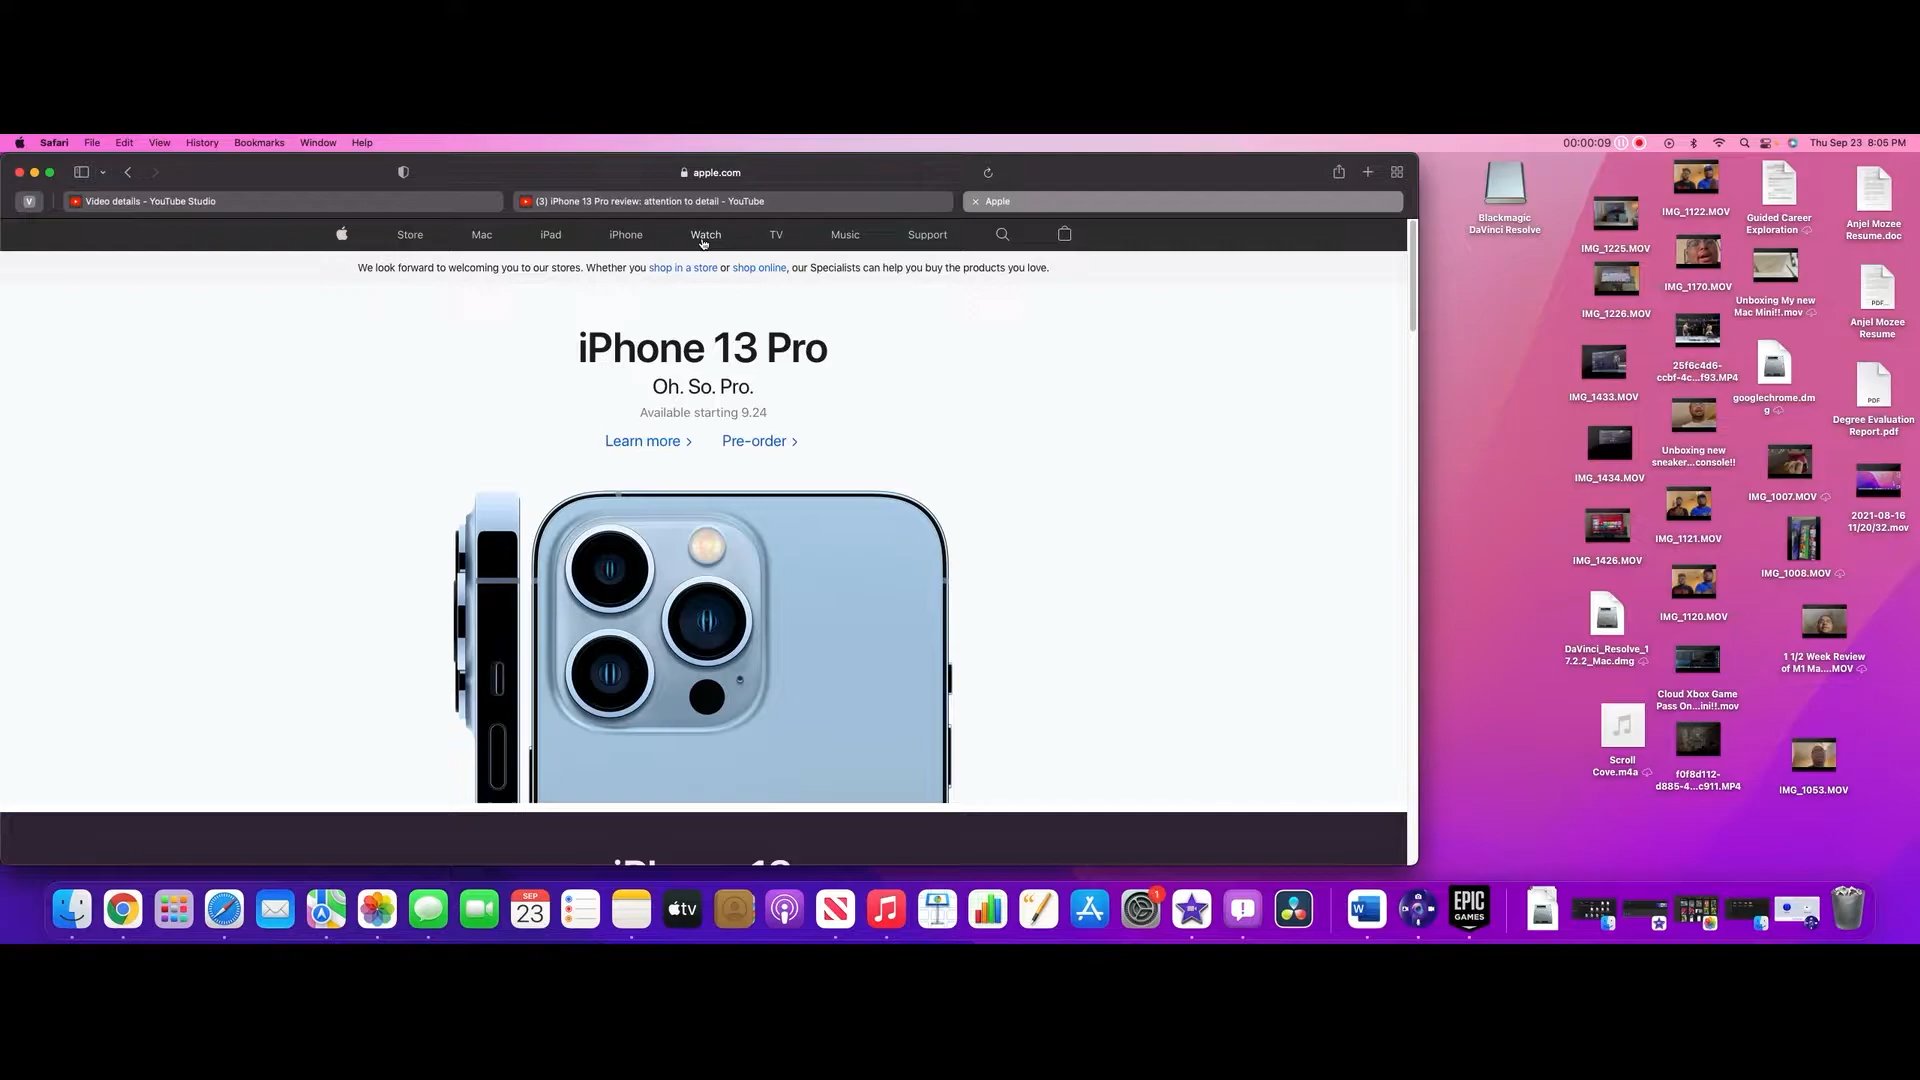 Safari File Edit View History Bookmarks Window Help
00:00:09 Thu Sep 23 8:05 PM
apple.com
V
Video details - YouTube Studio
(3) iPhone 13 Pro review: attention to detail - YouTube
Apple
Store Mac iPad iPhone Watch TV Music Support
We look forward to welcoming you to our stores. Whether you shop in a store or shop online, our Specialists can help you buy the products you love.
iPhone 13 Pro
Oh. So. Pro.
Available starting 9.24
Learn more >
Pre-order >
Blackmagic
DaVinci Resolve
IMG_1225.MOV
IMG_1226.MOV
IMG_1433.MOV
IMG_1434.MOV
IMG_1426.MOV
DaVinci_Resolve_1
7.2.2_Mac.dmg
Scroll
Cove.m4a
IMG_1122.MOV
IMG_1170.MOV
25f6c4d6-
ccbf-4c...f93.MP4
Unboxing new
sneaker...console!!
IMG_1121.MOV
IMG_1120.MOV
Cloud Xbox Game
Pass On...ini!!.mov
f0f8d112-
d885-4...c911.MP4
Guided Career
Exploration
Unboxing My new
Mac Mini!!.mov
googlechrome.dm
g
IMG_1007.MOV
IMG_1008.MOV
1 1/2 Week Review
of M1 Ma....MOV
IMG_1053.MOV
Anjel Mozee
Resume.doc
PDF...
Anjel Mozee
Resume
PDF
Degree Evaluation
Report.pdf
2021-08-16
11/20/32.mov
SEP
23
tv
1
W
EPIC
GAMES